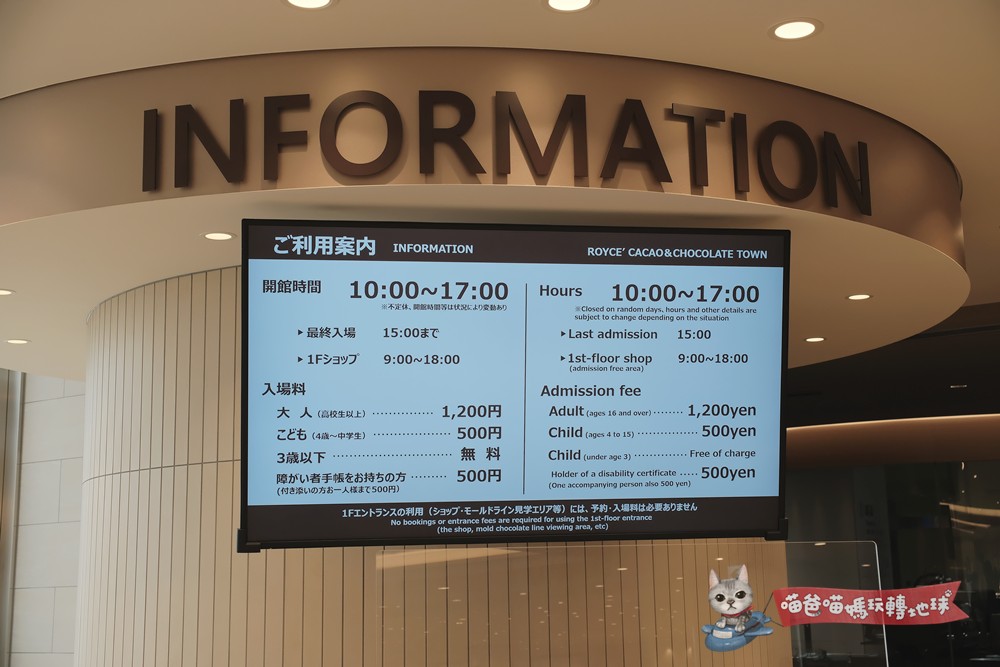 INFORMATION
ご利用案内 INFORMATION
ROYCE' CACAO&CHOCOLATE TOWN
開館時間 10:00~17:00
※不定休。開館時間等は状況により変動あり
▶最終入場 15:00まで
▶1Fショップ 9:00~18:00
入場料
大 人(高校生以上) ·············· 1,200円
こども(4歳~中学生) ················· 500円
3歳以下 ························· 無 料
障がい者手帳をお持ちの方 ·········· 500円
(付き添いの方お一人様まで500円)
Hours 10:00~17:00
※Closed on random days, hours and other details are
subject to change depending on the situation
▶Last admission 15:00
▶1st-floor shop 9:00~18:00
(admission free area)
Admission fee
Adult (ages 16 and over) ········ 1,200yen
Child (ages 4 to 15) ·············· 500yen
Child (under age 3) ·············· Free of charge
Holder of a disability certificate ····· 500yen
(One accompanying person also 500 yen)
1Fエントランスの利用(ショップ・モールドライン見学エリア等)には、予約・入場料は必要ありません
No bookings or entrance fees are required for using the 1st-floor entrance
(the shop, mold chocolate line viewing area, etc)
喵爸喵媽玩轉地球